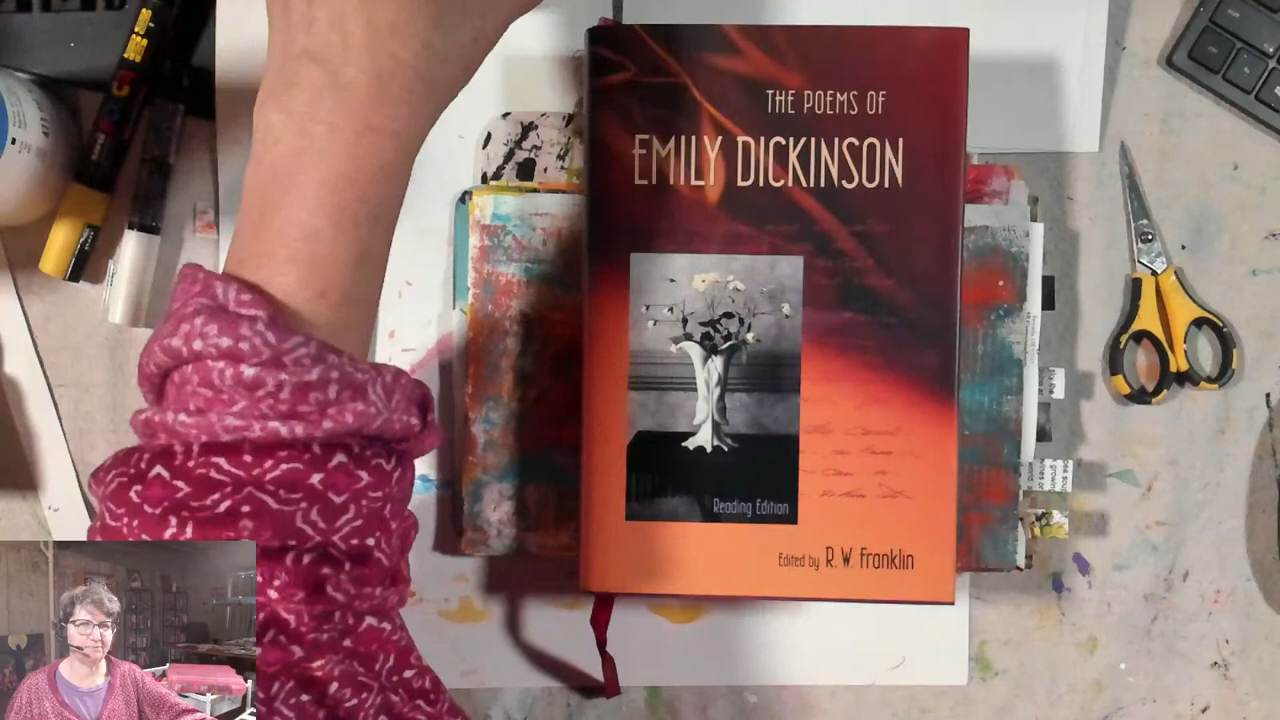 THE POEMS OF
EMILY DICKINSON
Reading Edition
Edited by R. W. Franklin